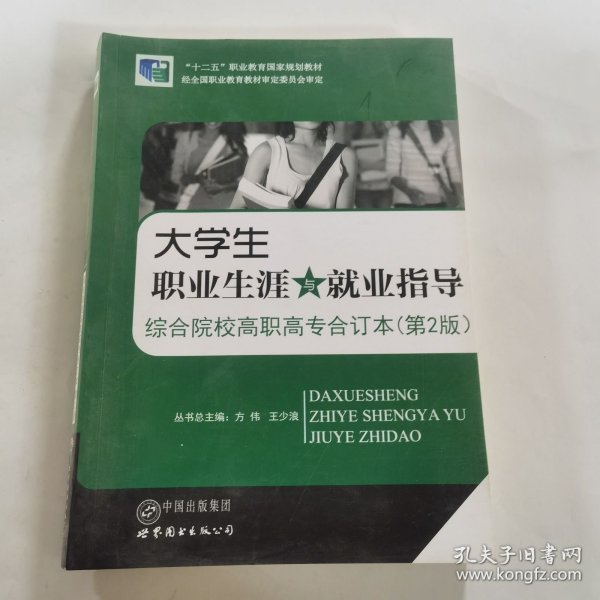 “十二五”职业教育国家规划教材
经全国职业教育教材审定委员会审定
大学生
职业生涯与就业指导
综合院校高职高专合订本(第2版)
丛书总主编：方伟 王少浪
DAXUESHENG
ZHIYE SHENGYA YU
JIUYE ZHIDAO
中国出版集团
世界图书出版公司
孔夫子旧书网
www.kongfz.com